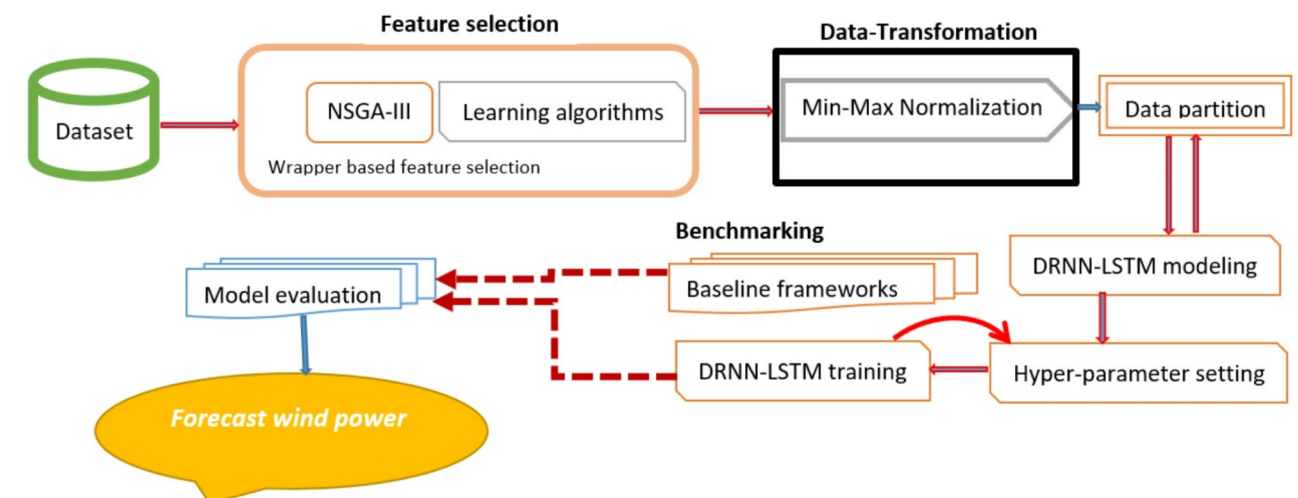 Feature selection
Data-Transformation
Dataset
NSGA-III
Learning algorithms
Wrapper based feature selection
Min-Max Normalization
Data partition
Benchmarking
Model evaluation
Baseline frameworks
DRNN-LSTM modeling
DRNN-LSTM training
Hyper-parameter setting
Forecast wind power